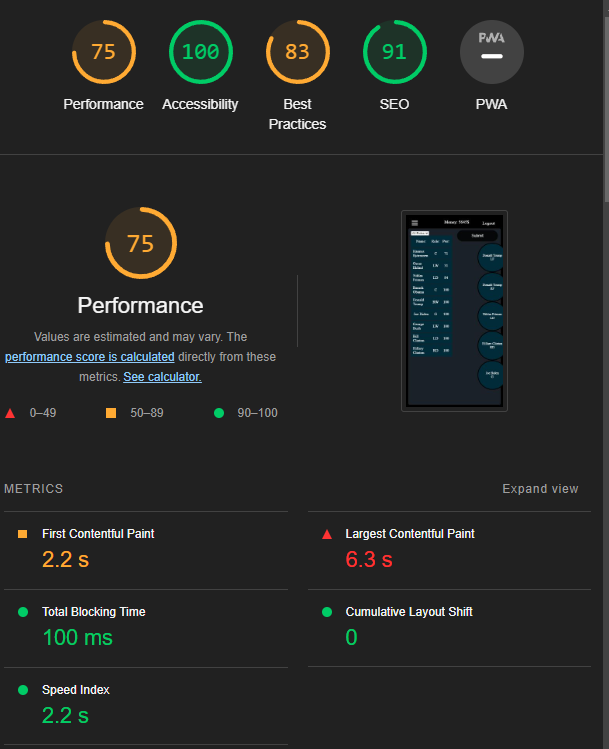 75
100
83
91
PWA
Performance
Accessibility
Best
Practices
SEO
PWA
75
Performance
Values are estimated and may vary. The
performance score is calculated directly from these
metrics. See calculator.
0–49
50–89
90–100
Logout
Name
METRICS
Expand view
First Contentful Paint
2.2 s
Largest Contentful Paint
6.3 s
Total Blocking Time
100 ms
Cumulative Layout Shift
0
Speed Index
2.2 s